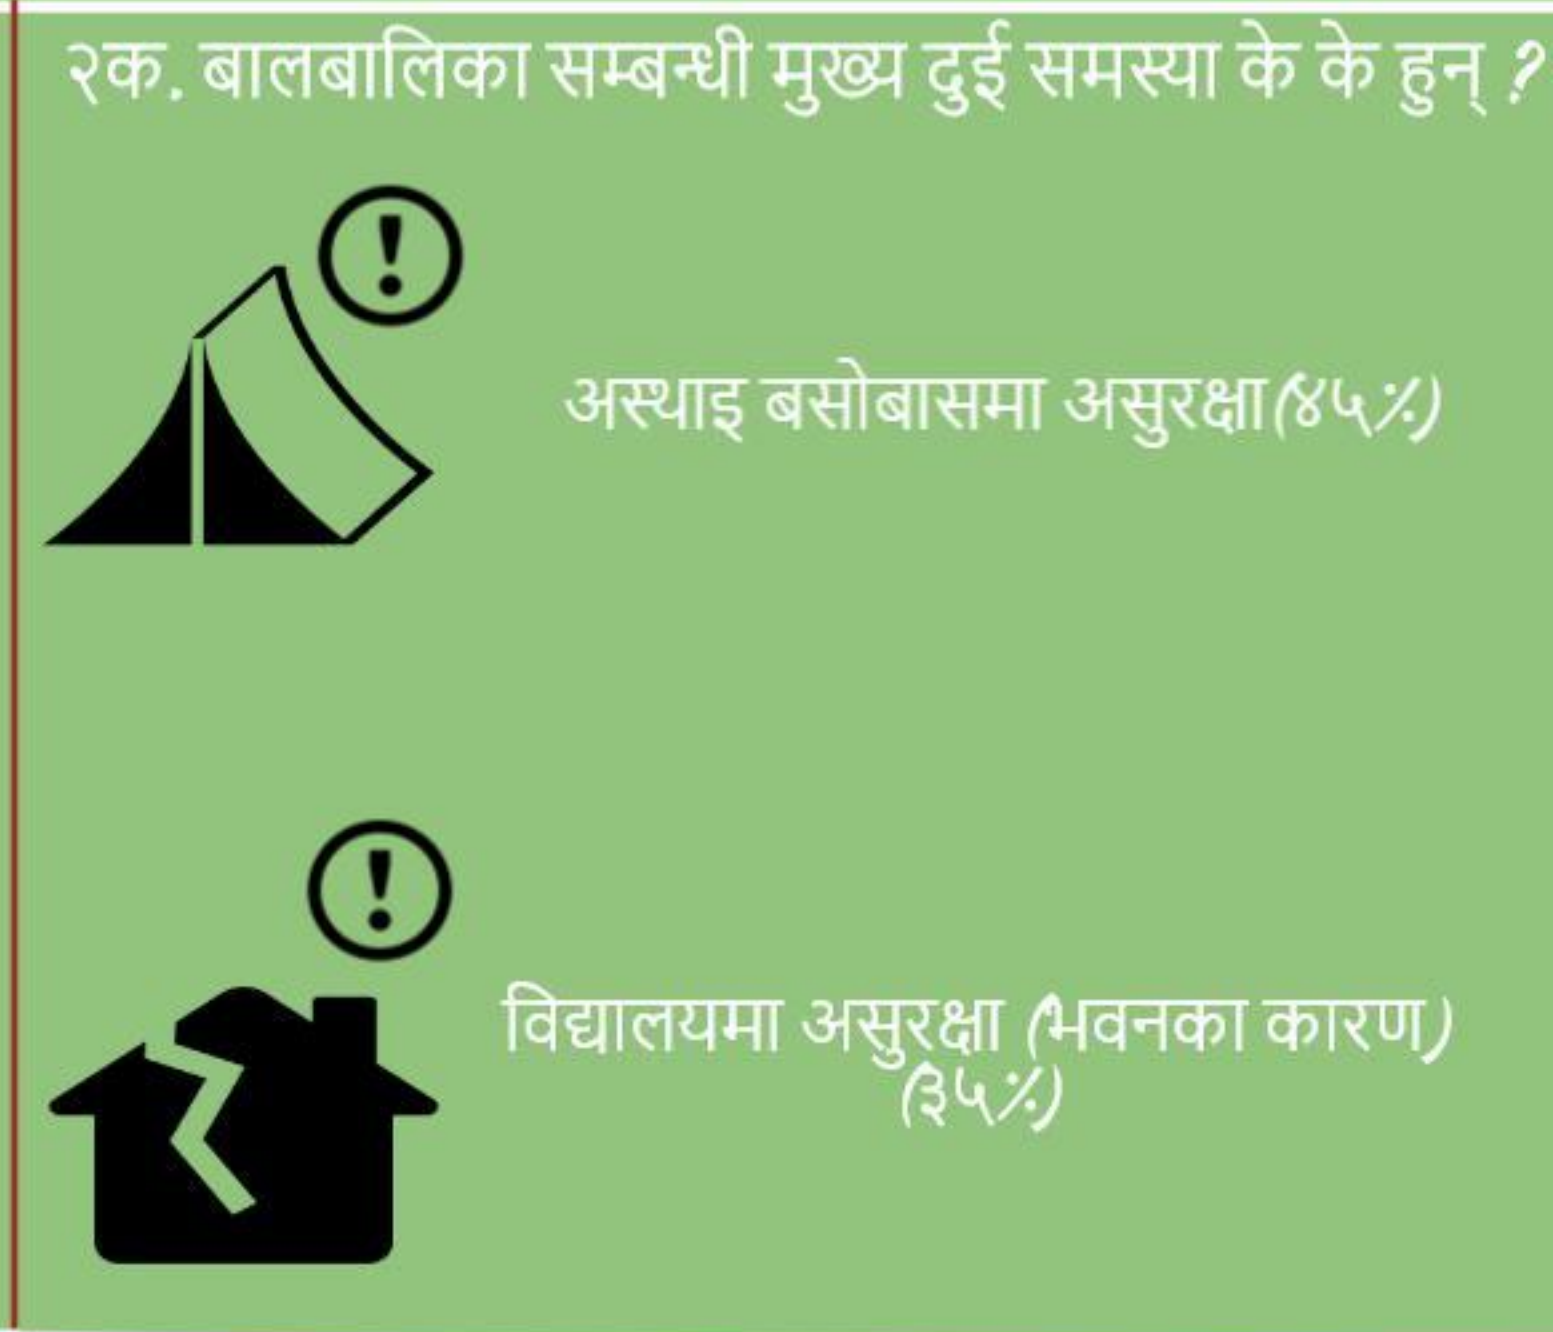 २क. बालबालिका सम्बन्धी मुख्य दुई समस्या के के हुन् ?
अस्थाइ बसोबासमा असुरक्षा(४५%)
विद्यालयमा असुरक्षा (भवनका कारण)
(३५%)